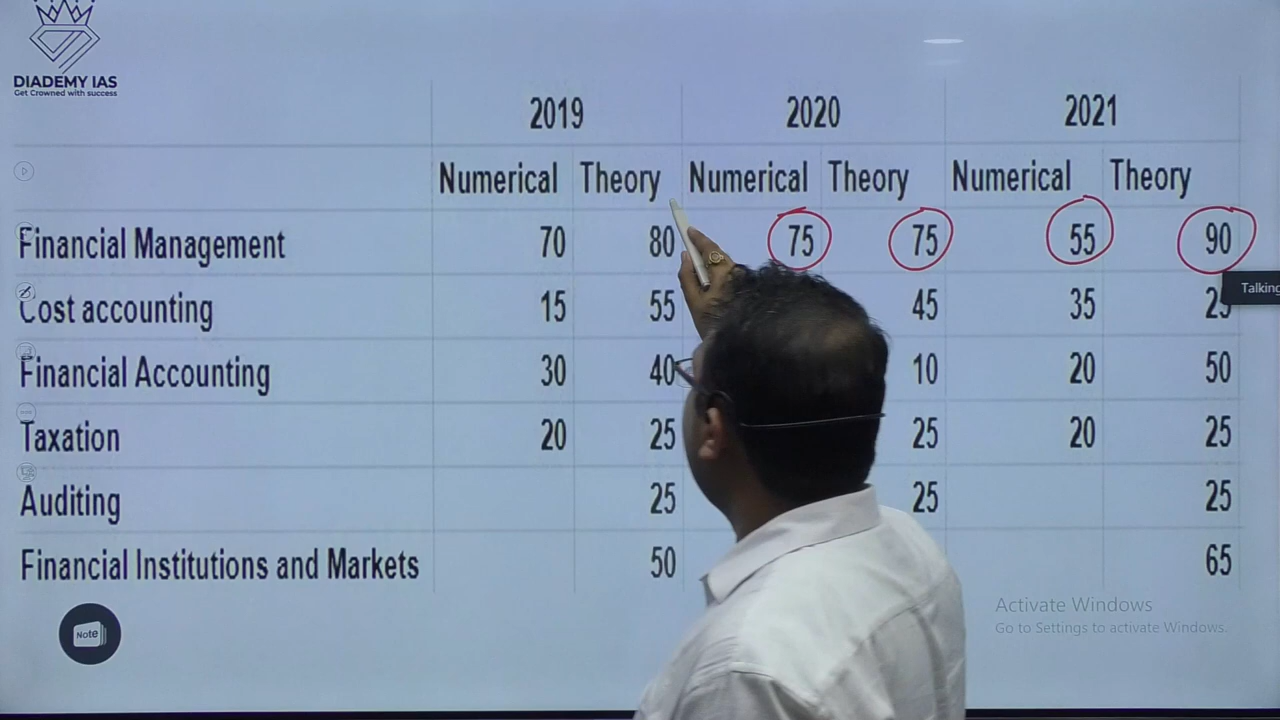 DIADEMY IAS
Get Crowned with success
2019 2020 2021
Numerical Theory Numerical Theory Numerical Theory
Financial Management 70 80 75 75 55 90
Cost accounting 15 55 45 35
Talking
Financial Accounting 30 40 10 20 50
Taxation 20 25 25 20 25
Auditing 25 25 25
Financial Institutions and Markets 50 65
Note
Activate Windows
Go to Settings to activate Windows.